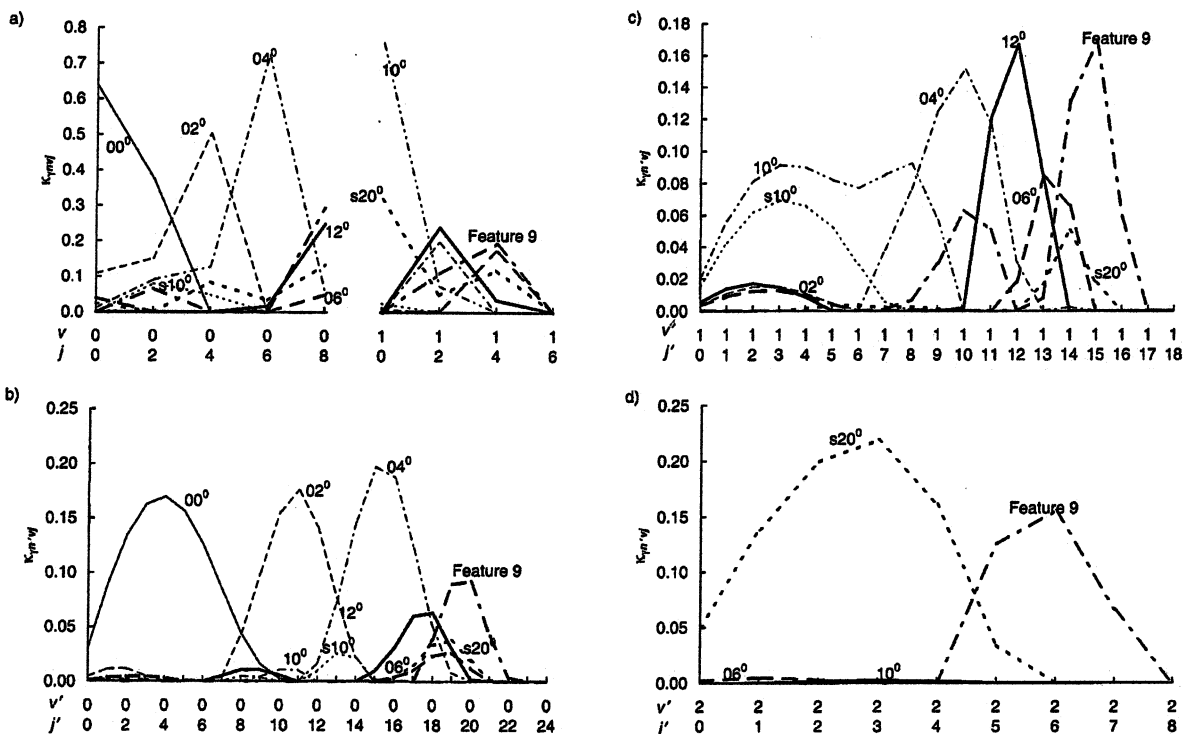 a)
0.8
0.7
0.6
0.5
0.4
0.3
0.2
0.1
0.0
κγnvj
00⁰
02⁰
04⁰
s10⁰
12⁰
06⁰
10⁰
s20⁰
Feature 9
v 0 0 0 0 0 1 1 1 1
j 0 2 4 6 8 0 2 4 6
c)
0.18
0.16
0.14
0.12
0.10
0.08
0.06
0.04
0.02
0.00
κγn'vj
10⁰
s10⁰
02⁰
04⁰
12⁰
06⁰
Feature 9
s20⁰
v' 1 1 1 1 1 1 1 1 1 1 1 1 1 1 1 1 1 1 1
j' 0 1 2 3 4 5 6 7 8 9 10 11 12 13 14 15 16 17 18
b)
0.25
0.20
0.15
0.10
0.05
0.00
κγn'vj
00⁰
02⁰
04⁰
10⁰
s10⁰
12⁰
06⁰
Feature 9
s20⁰
v' 0 0 0 0 0 0 0 0 0 0 0 0 0
j' 0 2 4 6 8 10 12 14 16 18 20 22 24
d)
0.25
0.20
0.15
0.10
0.05
0.00
κγn'vj
s20⁰
Feature 9
06⁰
10⁰
v' 2 2 2 2 2 2 2 2 2
j' 0 1 2 3 4 5 6 7 8